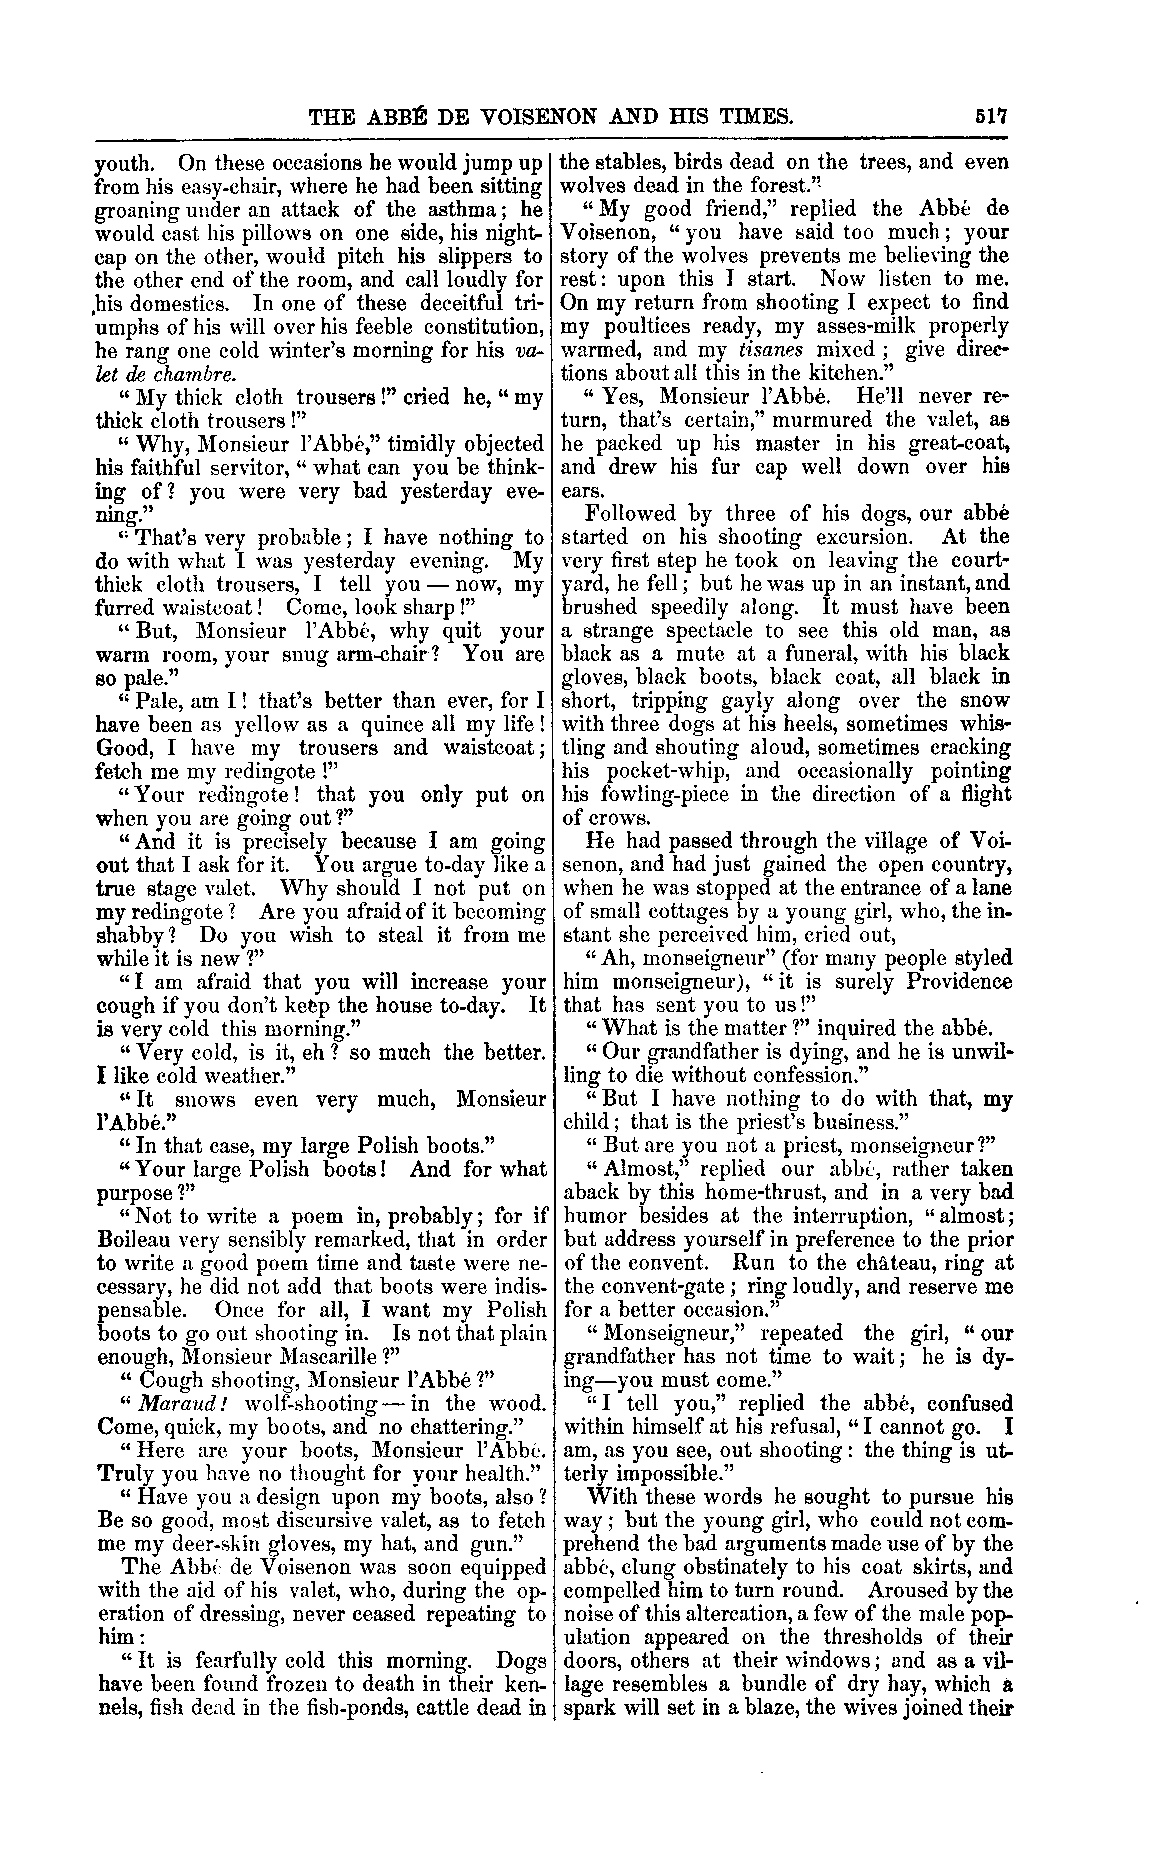 THE ABBÉ DE VOISENON AND HIS TIMES. 517
youth. On these occasions he would jump up
from his easy-chair, where he had been sitting
groaning under an attack of the asthma; he
would cast his pillows on one side, his night-
cap on the other, would pitch his slippers to
the other end of the room, and call loudly for
his domestics. In one of these deceitful tri-
umphs of his will over his feeble constitution,
he rang one cold winter's morning for his va-
let de chambre.
"My thick cloth trousers!" cried he, "my
thick cloth trousers!"
"Why, Monsieur l'Abbé," timidly objected
his faithful servitor, "what can you be think-
ing of? you were very bad yesterday eve-
ning."
"That's very probable; I have nothing to
do with what I was yesterday evening. My
thick cloth trousers, I tell you — now, my
furred waistcoat! Come, look sharp!"
"But, Monsieur l'Abbé, why quit your
warm room, your snug arm-chair? You are
so pale."
"Pale, am I! that's better than ever, for I
have been as yellow as a quince all my life!
Good, I have my trousers and waistcoat;
fetch me my redingote!"
"Your redingote! that you only put on
when you are going out?"
"And it is precisely because I am going
out that I ask for it. You argue to-day like a
true stage valet. Why should I not put on
my redingote? Are you afraid of it becoming
shabby? Do you wish to steal it from me
while it is new?"
"I am afraid that you will increase your
cough if you don't keep the house to-day. It
is very cold this morning."
"Very cold, is it, eh? so much the better.
I like cold weather."
"It snows even very much, Monsieur
l'Abbé."
"In that case, my large Polish boots."
"Your large Polish boots! And for what
purpose?"
"Not to write a poem in, probably; for if
Boileau very sensibly remarked, that in order
to write a good poem time and taste were ne-
cessary, he did not add that boots were indis-
pensable. Once for all, I want my Polish
boots to go out shooting in. Is not that plain
enough, Monsieur Mascarille?"
"Cough shooting, Monsieur l'Abbé?"
"Maraud! wolf-shooting — in the wood.
Come, quick, my boots, and no chattering."
"Here are your boots, Monsieur l'Abbé.
Truly you have no thought for your health."
"Have you a design upon my boots, also?
Be so good, most discursive valet, as to fetch
me my deer-skin gloves, my hat, and gun."
The Abbé de Voisenon was soon equipped
with the aid of his valet, who, during the op-
eration of dressing, never ceased repeating to
him:
"It is fearfully cold this morning. Dogs
have been found frozen to death in their ken-
nels, fish dead in the fish-ponds, cattle dead in
the stables, birds dead on the trees, and even
wolves dead in the forest."
"My good friend," replied the Abbé de
Voisenon, "you have said too much; your
story of the wolves prevents me believing the
rest: upon this I start. Now listen to me.
On my return from shooting I expect to find
my poultices ready, my asses-milk properly
warmed, and my tisanes mixed; give direc-
tions about all this in the kitchen."
"Yes, Monsieur l'Abbé. He'll never re-
turn, that's certain," murmured the valet, as
he packed up his master in his great-coat,
and drew his fur cap well down over his
ears.
Followed by three of his dogs, our abbé
started on his shooting excursion. At the
very first step he took on leaving the court-
yard, he fell; but he was up in an instant, and
brushed speedily along. It must have been
a strange spectacle to see this old man, as
black as a mute at a funeral, with his black
gloves, black boots, black coat, all black in
short, tripping gayly along over the snow
with three dogs at his heels, sometimes whis-
tling and shouting aloud, sometimes cracking
his pocket-whip, and occasionally pointing
his fowling-piece in the direction of a flight
of crows.
He had passed through the village of Voi-
senon, and had just gained the open country,
when he was stopped at the entrance of a lane
of small cottages by a young girl, who, the in-
stant she perceived him, cried out,
"Ah, monseigneur" (for many people styled
him monseigneur), "it is surely Providence
that has sent you to us!"
"What is the matter?" inquired the abbé.
"Our grandfather is dying, and he is unwil-
ling to die without confession."
"But I have nothing to do with that, my
child; that is the priest's business."
"But are you not a priest, monseigneur?"
"Almost," replied our abbé, rather taken
aback by this home-thrust, and in a very bad
humor besides at the interruption, "almost;
but address yourself in preference to the prior
of the convent. Run to the château, ring at
the convent-gate; ring loudly, and reserve me
for a better occasion."
"Monseigneur," repeated the girl, "our
grandfather has not time to wait; he is dy-
ing—you must come."
"I tell you," replied the abbé, confused
within himself at his refusal, "I cannot go. I
am, as you see, out shooting: the thing is ut-
terly impossible."
With these words he sought to pursue his
way; but the young girl, who could not com-
prehend the bad arguments made use of by the
abbé, clung obstinately to his coat skirts, and
compelled him to turn round. Aroused by the
noise of this altercation, a few of the male pop-
ulation appeared on the thresholds of their
doors, others at their windows; and as a vil-
lage resembles a bundle of dry hay, which a
spark will set in a blaze, the wives joined their